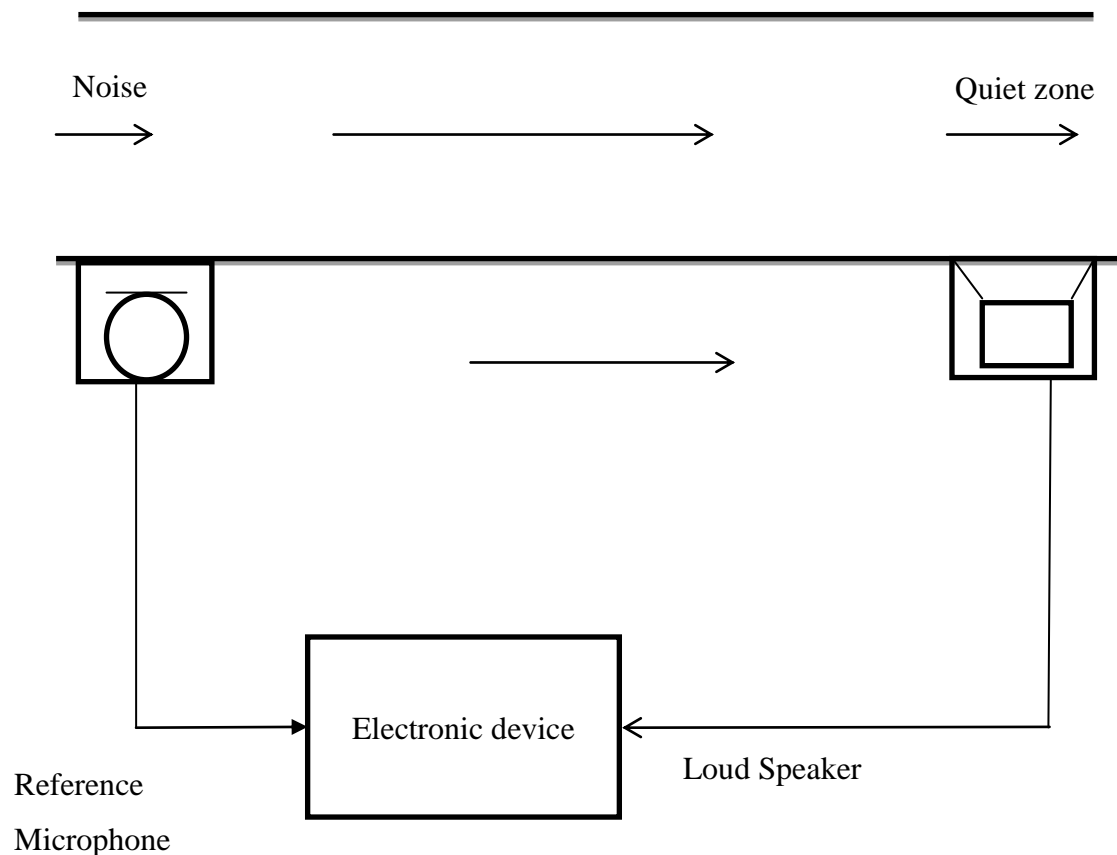 Noise
Quiet zone
Electronic device
Loud Speaker
Reference
Microphone